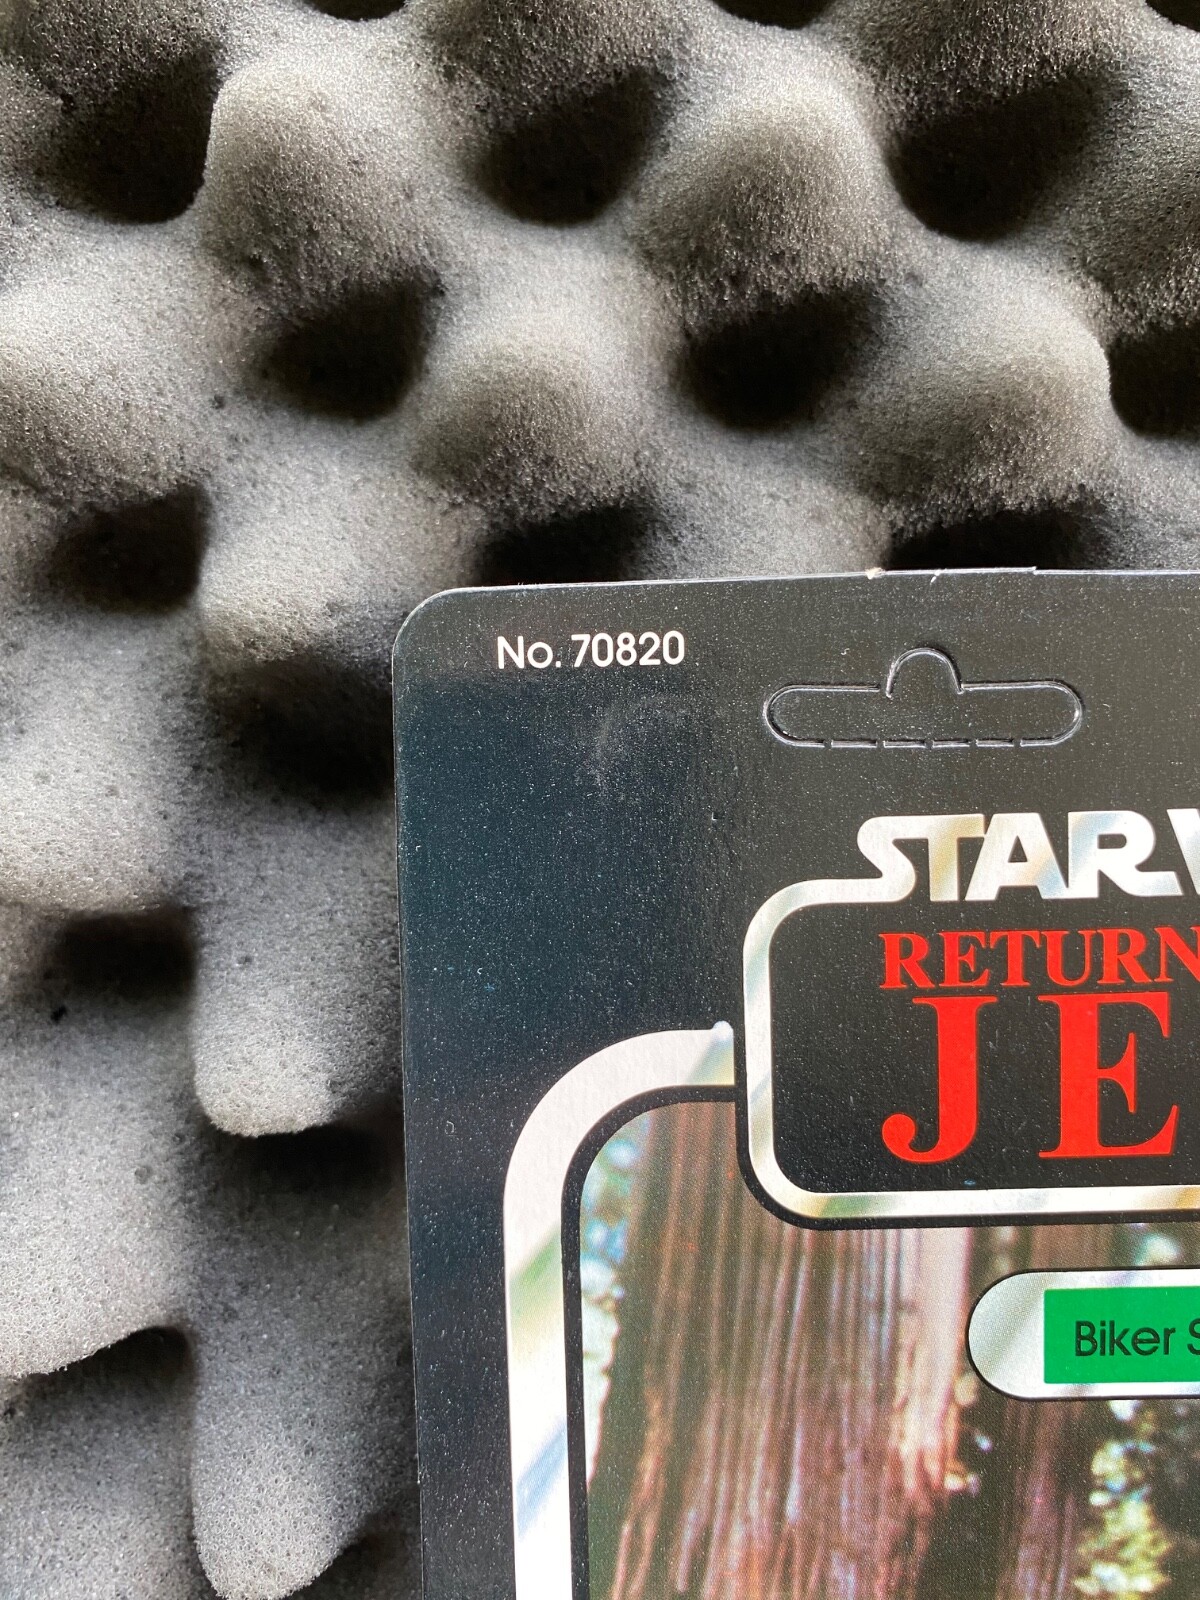 No. 70820
STAR
RETURN
JE
Biker